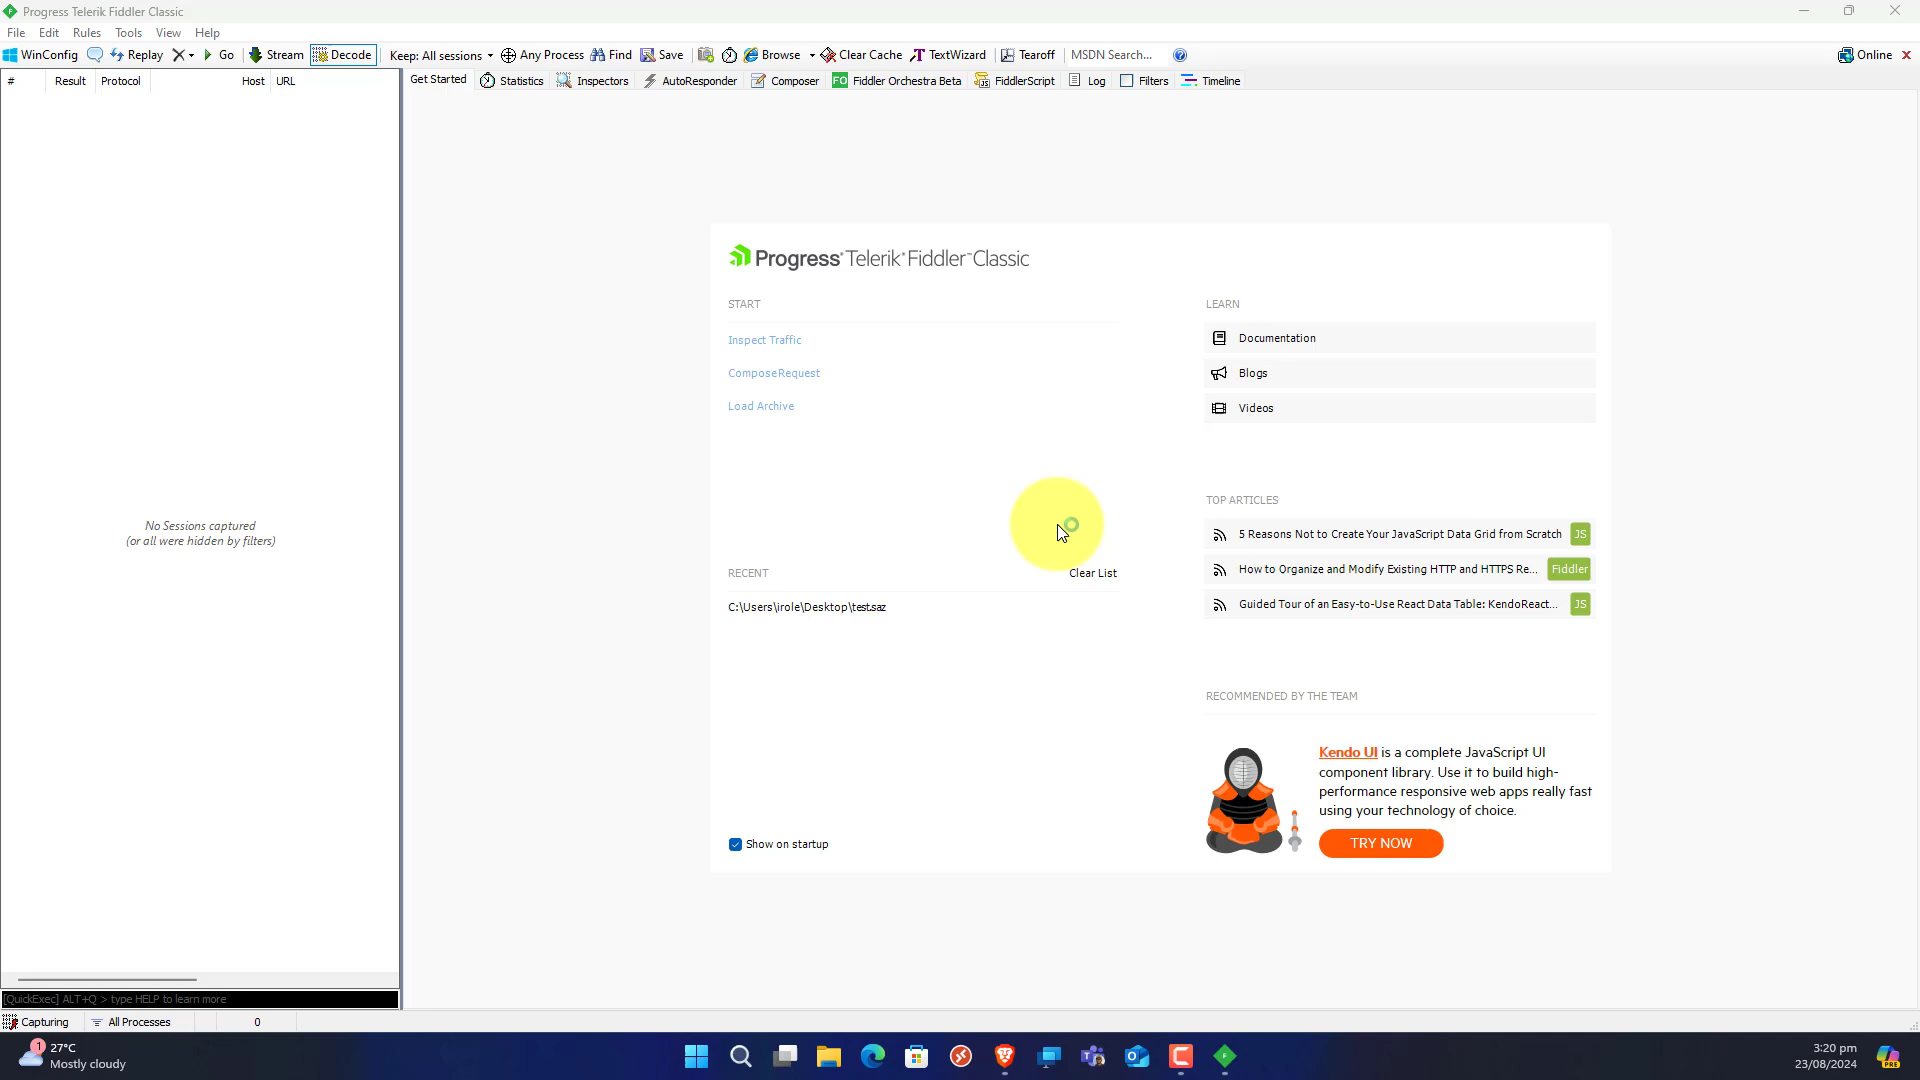 Progress Telerik Fiddler Classic
File Edit Rules Tools View Help
WinConfig Replay Go Stream Decode Keep: All sessions Any Process Find Save Browse Clear Cache TextWizard Tearoff MSDN Search... Online
# Result Protocol Host URL
Get Started Statistics Inspectors AutoResponder Composer FO Fiddler Orchestra Beta FiddlerScript Log Filters Timeline
No Sessions captured
(or all were hidden by filters)
Progress Telerik Fiddler Classic
START
Inspect Traffic
Compose Request
Load Archive
RECENT
Clear List
C:\Users\irole\Desktop\test.saz
Show on startup
LEARN
Documentation
Blogs
Videos
TOP ARTICLES
5 Reasons Not to Create Your JavaScript Data Grid from Scratch JS
How to Organize and Modify Existing HTTP and HTTPS Re... Fiddler
Guided Tour of an Easy-to-Use React Data Table: KendoReact... JS
RECOMMENDED BY THE TEAM
Kendo UI is a complete JavaScript UI
component library. Use it to build high-
performance responsive web apps really fast
using your technology of choice.
TRY NOW
[QuickExec] ALT+Q > type HELP to learn more
Capturing All Processes 0
1
27°C
Mostly cloudy
3:20 pm
23/08/2024
PRE